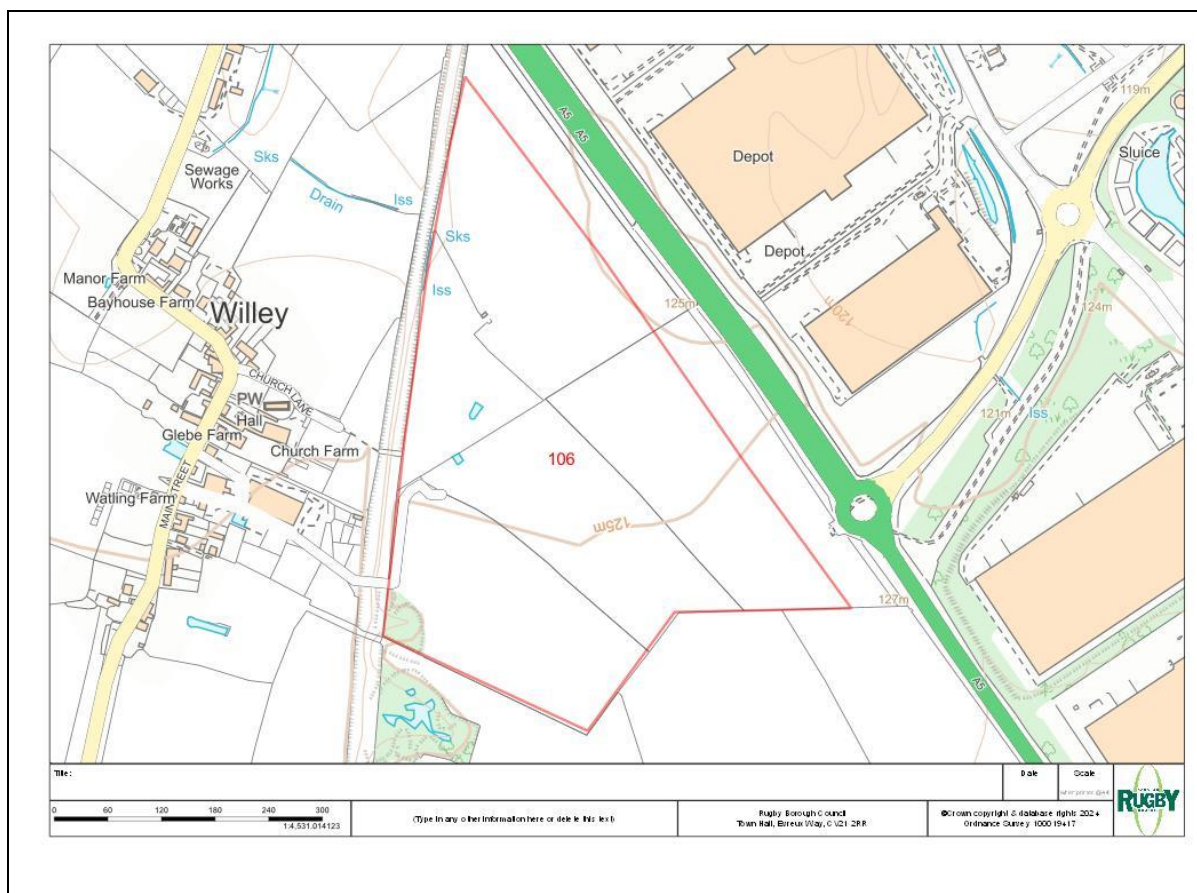 A5 A5
119m
Depot
Sluice
Sks
Sewage
Works
Drain
Iss
Sks
Depot
Manor Farm
Bayhouse Farm
Iss
124m
Willey
125m
120m
CHURCH LANE
PW
Hall
121m
Iss
Glebe Farm
Church Farm
106
MAIN STREET
Watling Farm
125m
127m
A5
Title:
Date
Scale
0 60 120 180 240 300
1:4,531.014123
(Type in any other information here or delete this text)
Rugby Borough Council
Town Hall, Evreux Way, CV21 2RR
©Crown copyright & database rights 2024
Ordnance Survey 100019417
RUGBY